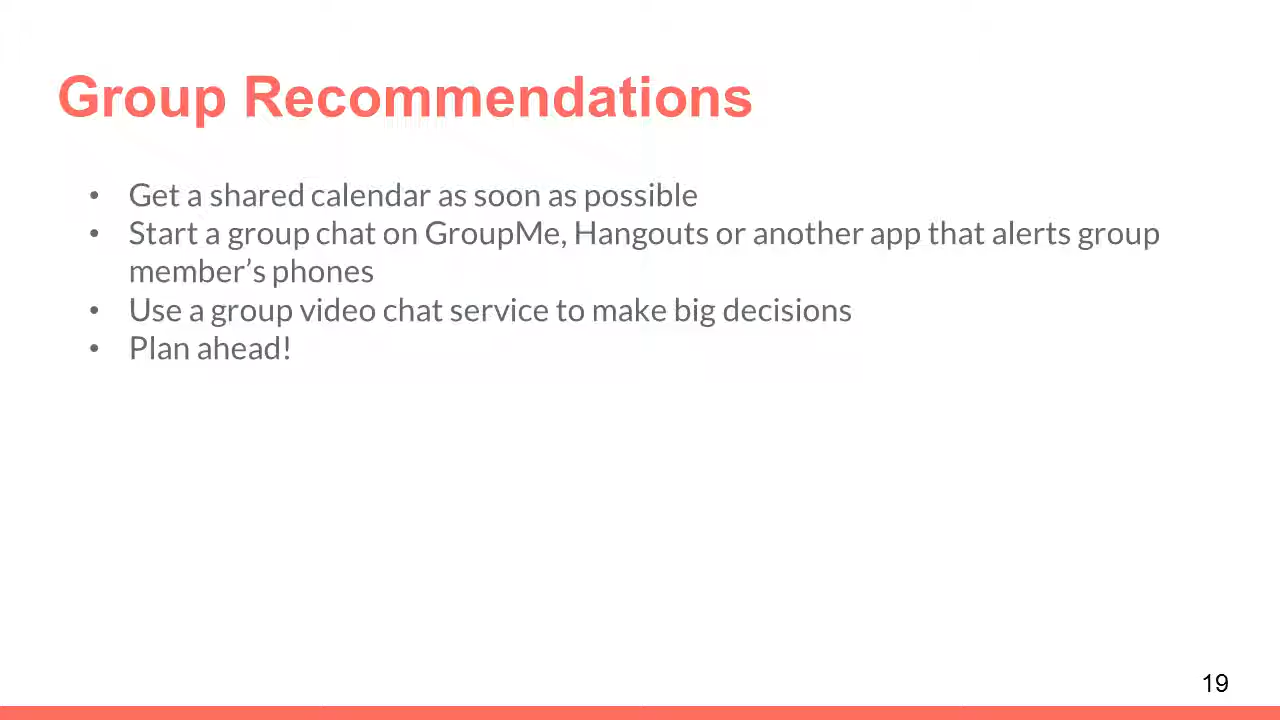 Group Recommendations
• Get a shared calendar as soon as possible
• Start a group chat on GroupMe, Hangouts or another app that alerts group
member’s phones
• Use a group video chat service to make big decisions
• Plan ahead!
19